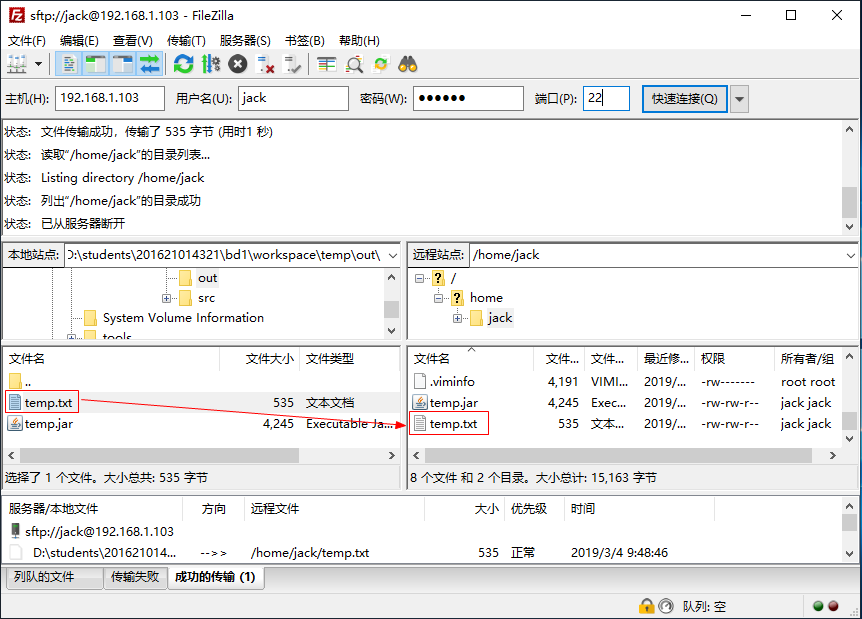 sftp://jack@192.168.1.103 - FileZilla
文件(F) 编辑(E) 查看(V) 传输(T) 服务器(S) 书签(B) 帮助(H)
主机(H): 192.168.1.103 用户名(U): jack 密码(W): ●●●●●● 端口(P): 22 快速连接(Q)
状态: 文件传输成功，传输了 535 字节 (用时1 秒)
状态: 读取“/home/jack”的目录列表...
状态: Listing directory /home/jack
状态: 列出“/home/jack”的目录成功
状态: 已从服务器断开
本地站点: D:\students\201621014321\bd1\workspace\temp\out\ 远程站点: /home/jack
out /
src home
System Volume Information jack
tools
文件名 文件大小 文件类型
..
temp.txt 535 文本文档
temp.jar 4,245 Executable Ja...
选择了 1 个文件。大小总共: 535 字节
文件名 文件... 文件... 最近修... 权限 所有者/组
.viminfo 4,191 VIMI... 2019/... -rw------- root root
temp.jar 4,245 Exec... 2019/... -rw-rw-r-- jack jack
temp.txt 535 文本... 2019/... -rw-rw-r-- jack jack
8 个文件 和 2 个目录。大小总计: 15,163 字节
服务器/本地文件 方向 远程文件 大小 优先级 时间
sftp://jack@192.168.1.103
D:\students\201621014... -->> /home/jack/temp.txt 535 正常 2019/3/4 9:48:46
列队的文件 传输失败 成功的传输 (1)
队列: 空